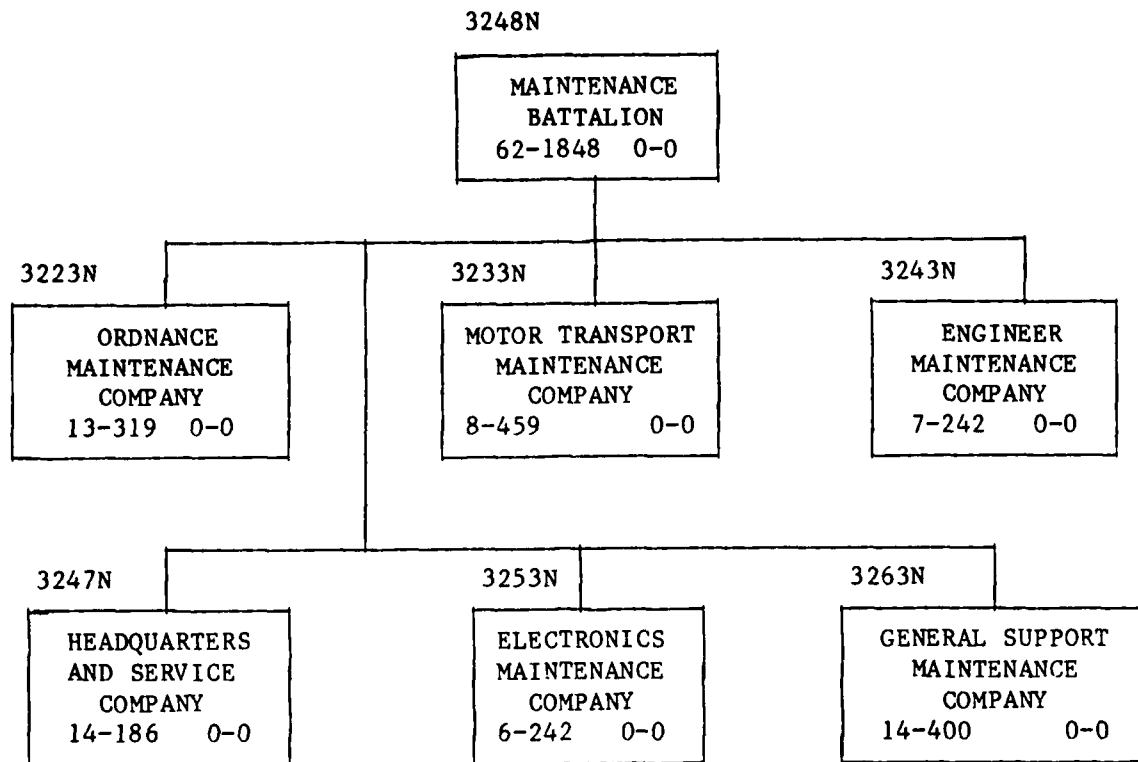 3248N
MAINTENANCE
BATTALION
62-1848 0-0
3223N
ORDNANCE
MAINTENANCE
COMPANY
13-319 0-0
3233N
MOTOR TRANSPORT
MAINTENANCE
COMPANY
8-459 0-0
3243N
ENGINEER
MAINTENANCE
COMPANY
7-242 0-0
3247N
HEADQUARTERS
AND SERVICE
COMPANY
14-186 0-0
3253N
ELECTRONICS
MAINTENANCE
COMPANY
6-242 0-0
3263N
GENERAL SUPPORT
MAINTENANCE
COMPANY
14-400 0-0